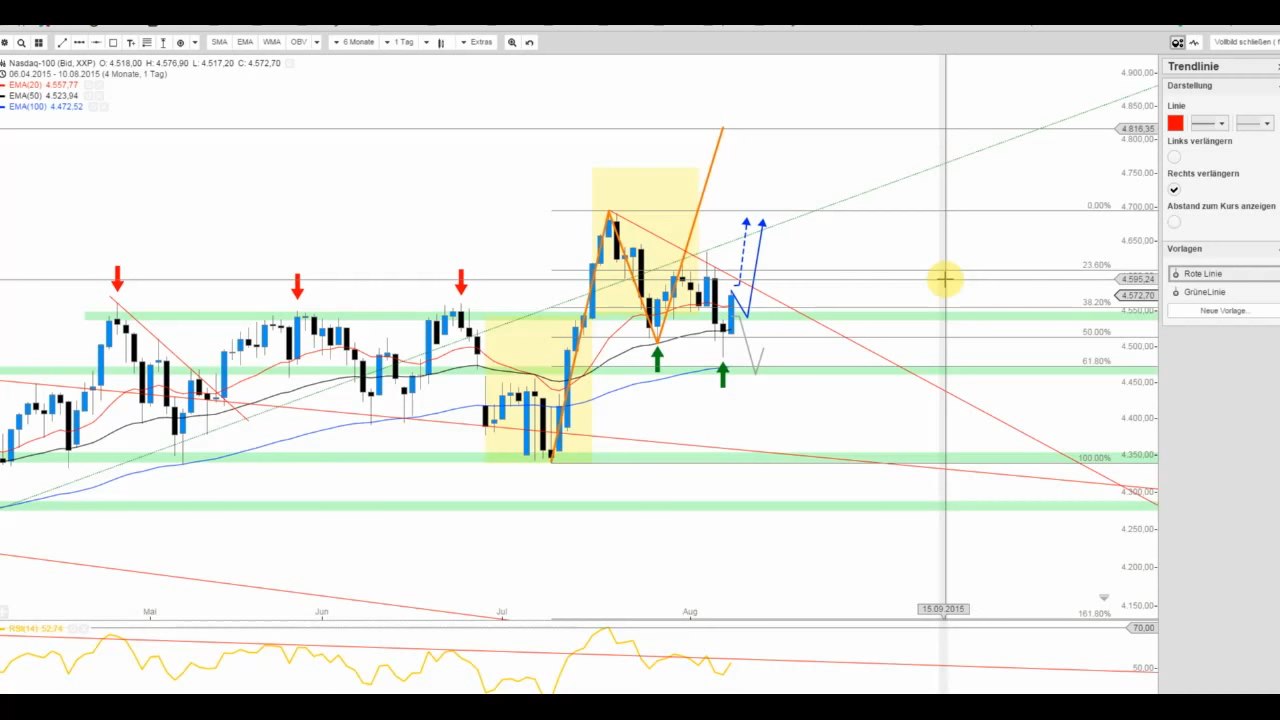 SMA EMA WMA OBV 6 Monate 1 Tag Extras Vollbild schließen ( f
Nasdaq-100 (Bid, XXP) O: 4.518,00 H: 4.576,90 L: 4.517,20 C: 4.572,70
06.04.2015 - 10.08.2015 (4 Monate, 1 Tag)
EMA(20) 4.557,77
EMA(50) 4.523,94
EMA(100) 4.472,52
4.900,00
4.850,00
4.816,35
4.800,00
4.750,00
4.700,00
4.650,00
4.595,24
4.572,70
4.550,00
4.500,00
4.450,00
4.400,00
4.350,00
4.300,00
4.250,00
4.200,00
4.150,00
0.00%
23.60%
38.20%
50.00%
61.80%
100.00%
161.80%
Mai Jun Jul Aug 15.09.2015
RSI(14) 52,74
70,00
50,00
Trendlinie
Darstellung
Linie
Links verlängern
Rechts verlängern
Abstand zum Kurs anzeigen
Vorlagen
Rote Linie
GrüneLinie
Neue Vorlage...